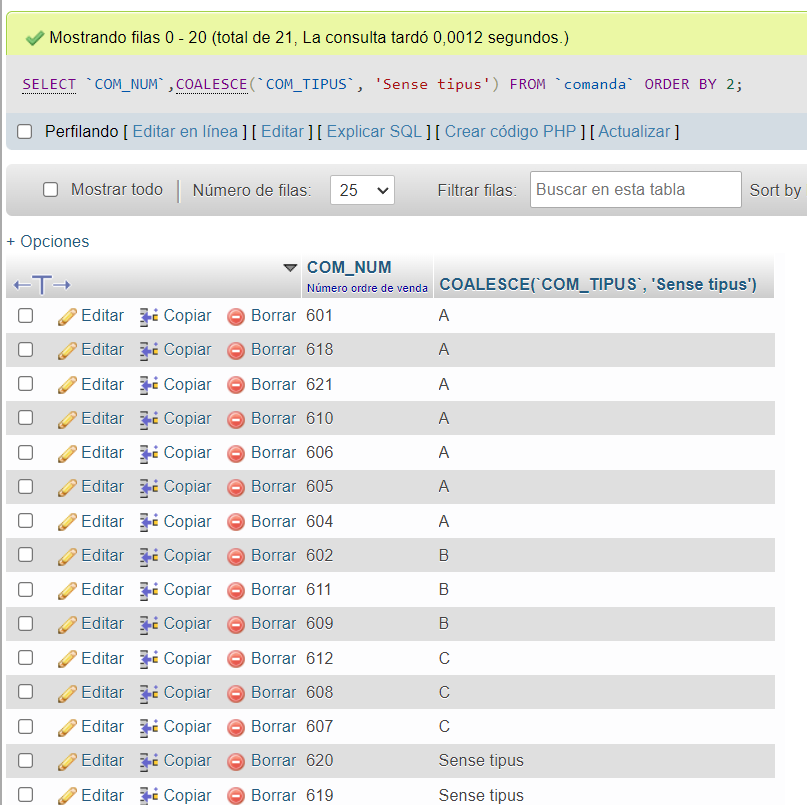 Mostrando filas 0 - 20 (total de 21, La consulta tardó 0,0012 segundos.)
SELECT `COM_NUM`,COALESCE(`COM_TIPUS`, 'Sense tipus') FROM `comanda` ORDER BY 2;
Perfilando [ Editar en línea ] [ Editar ] [ Explicar SQL ] [ Crear código PHP ] [ Actualizar ]
Mostrar todo Número de filas: 25 Filtrar filas: Buscar en esta tabla Sort by
+ Opciones
COM_NUM
Número ordre de venda
COALESCE(`COM_TIPUS`, 'Sense tipus')
Editar Copiar Borrar 601 A
Editar Copiar Borrar 618 A
Editar Copiar Borrar 621 A
Editar Copiar Borrar 610 A
Editar Copiar Borrar 606 A
Editar Copiar Borrar 605 A
Editar Copiar Borrar 604 A
Editar Copiar Borrar 602 B
Editar Copiar Borrar 611 B
Editar Copiar Borrar 609 B
Editar Copiar Borrar 612 C
Editar Copiar Borrar 608 C
Editar Copiar Borrar 607 C
Editar Copiar Borrar 620 Sense tipus
Editar Copiar Borrar 619 Sense tipus